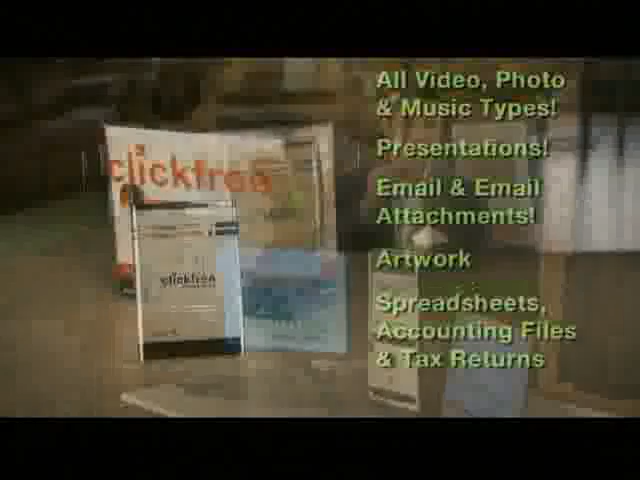 All Video, Photo
& Music Types!
Presentations!
Email & Email
Attachments!
Artwork
Spreadsheets,
Accounting Files
& Tax Returns
clickfree
clickfree